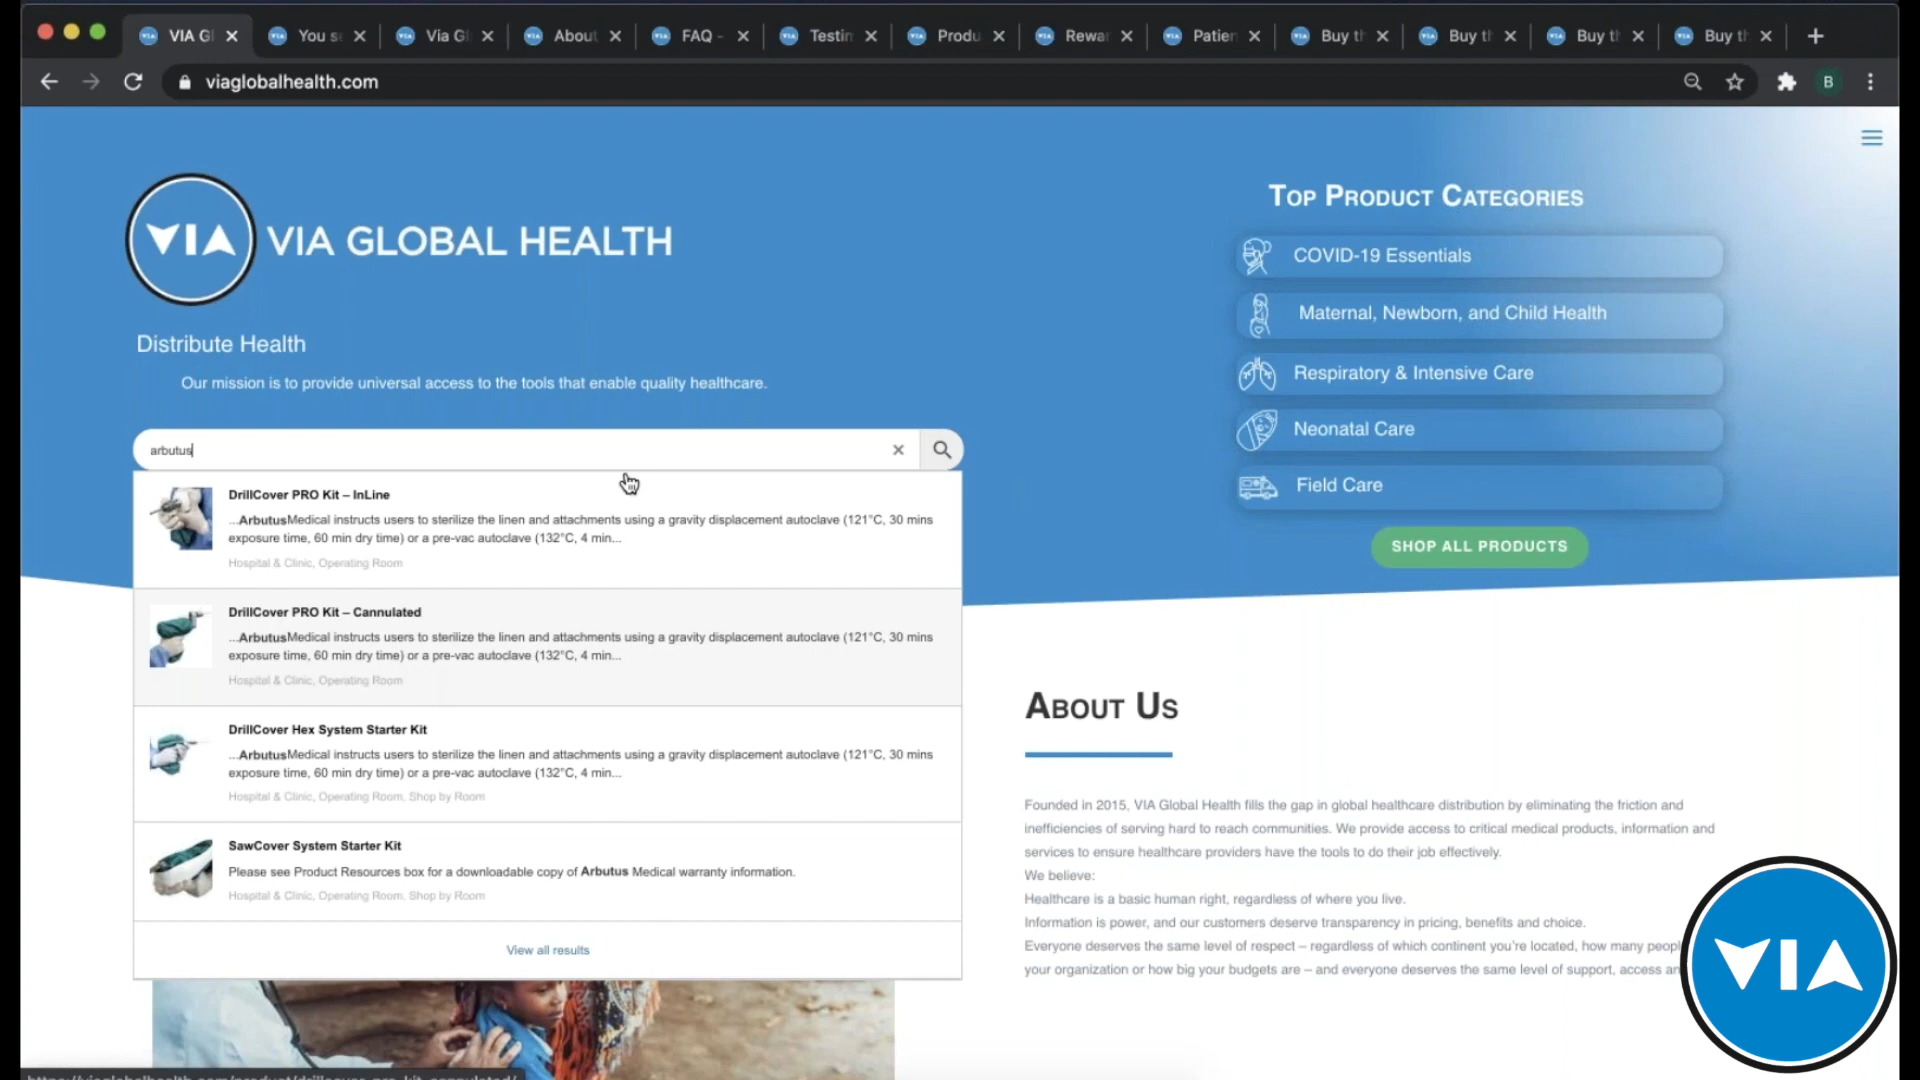 VIA Gl
You se
Via Gl
About
FAQ -
Testin
Produ
Rewar
Patien
Buy th
Buy th
Buy th
Buy th
viaglobalhealth.com
B
VIA
VIA GLOBAL HEALTH
Distribute Health
Our mission is to provide universal access to the tools that enable quality healthcare.
arbutus
DrillCover PRO Kit – InLine
...ArbutusMedical instructs users to sterilize the linen and attachments using a gravity displacement autoclave (121°C, 30 mins
exposure time, 60 min dry time) or a pre-vac autoclave (132°C, 4 min...
Hospital & Clinic, Operating Room
DrillCover PRO Kit – Cannulated
...ArbutusMedical instructs users to sterilize the linen and attachments using a gravity displacement autoclave (121°C, 30 mins
exposure time, 60 min dry time) or a pre-vac autoclave (132°C, 4 min...
Hospital & Clinic, Operating Room
DrillCover Hex System Starter Kit
...ArbutusMedical instructs users to sterilize the linen and attachments using a gravity displacement autoclave (121°C, 30 mins
exposure time, 60 min dry time) or a pre-vac autoclave (132°C, 4 min...
Hospital & Clinic, Operating Room, Shop by Room
SawCover System Starter Kit
Please see Product Resources box for a downloadable copy of Arbutus Medical warranty information.
Hospital & Clinic, Operating Room, Shop by Room
View all results
Top Product Categories
COVID-19 Essentials
Maternal, Newborn, and Child Health
Respiratory & Intensive Care
Neonatal Care
Field Care
SHOP ALL PRODUCTS
About Us
Founded in 2015, VIA Global Health fills the gap in global healthcare distribution by eliminating the friction and
inefficiencies of serving hard to reach communities. We provide access to critical medical products, information and
services to ensure healthcare providers have the tools to do their job effectively.
We believe:
Healthcare is a basic human right, regardless of where you live.
Information is power, and our customers deserve transparency in pricing, benefits and choice.
Everyone deserves the same level of respect – regardless of which continent you're located, how many peopl
your organization or how big your budgets are – and everyone deserves the same level of support, access an
VIA